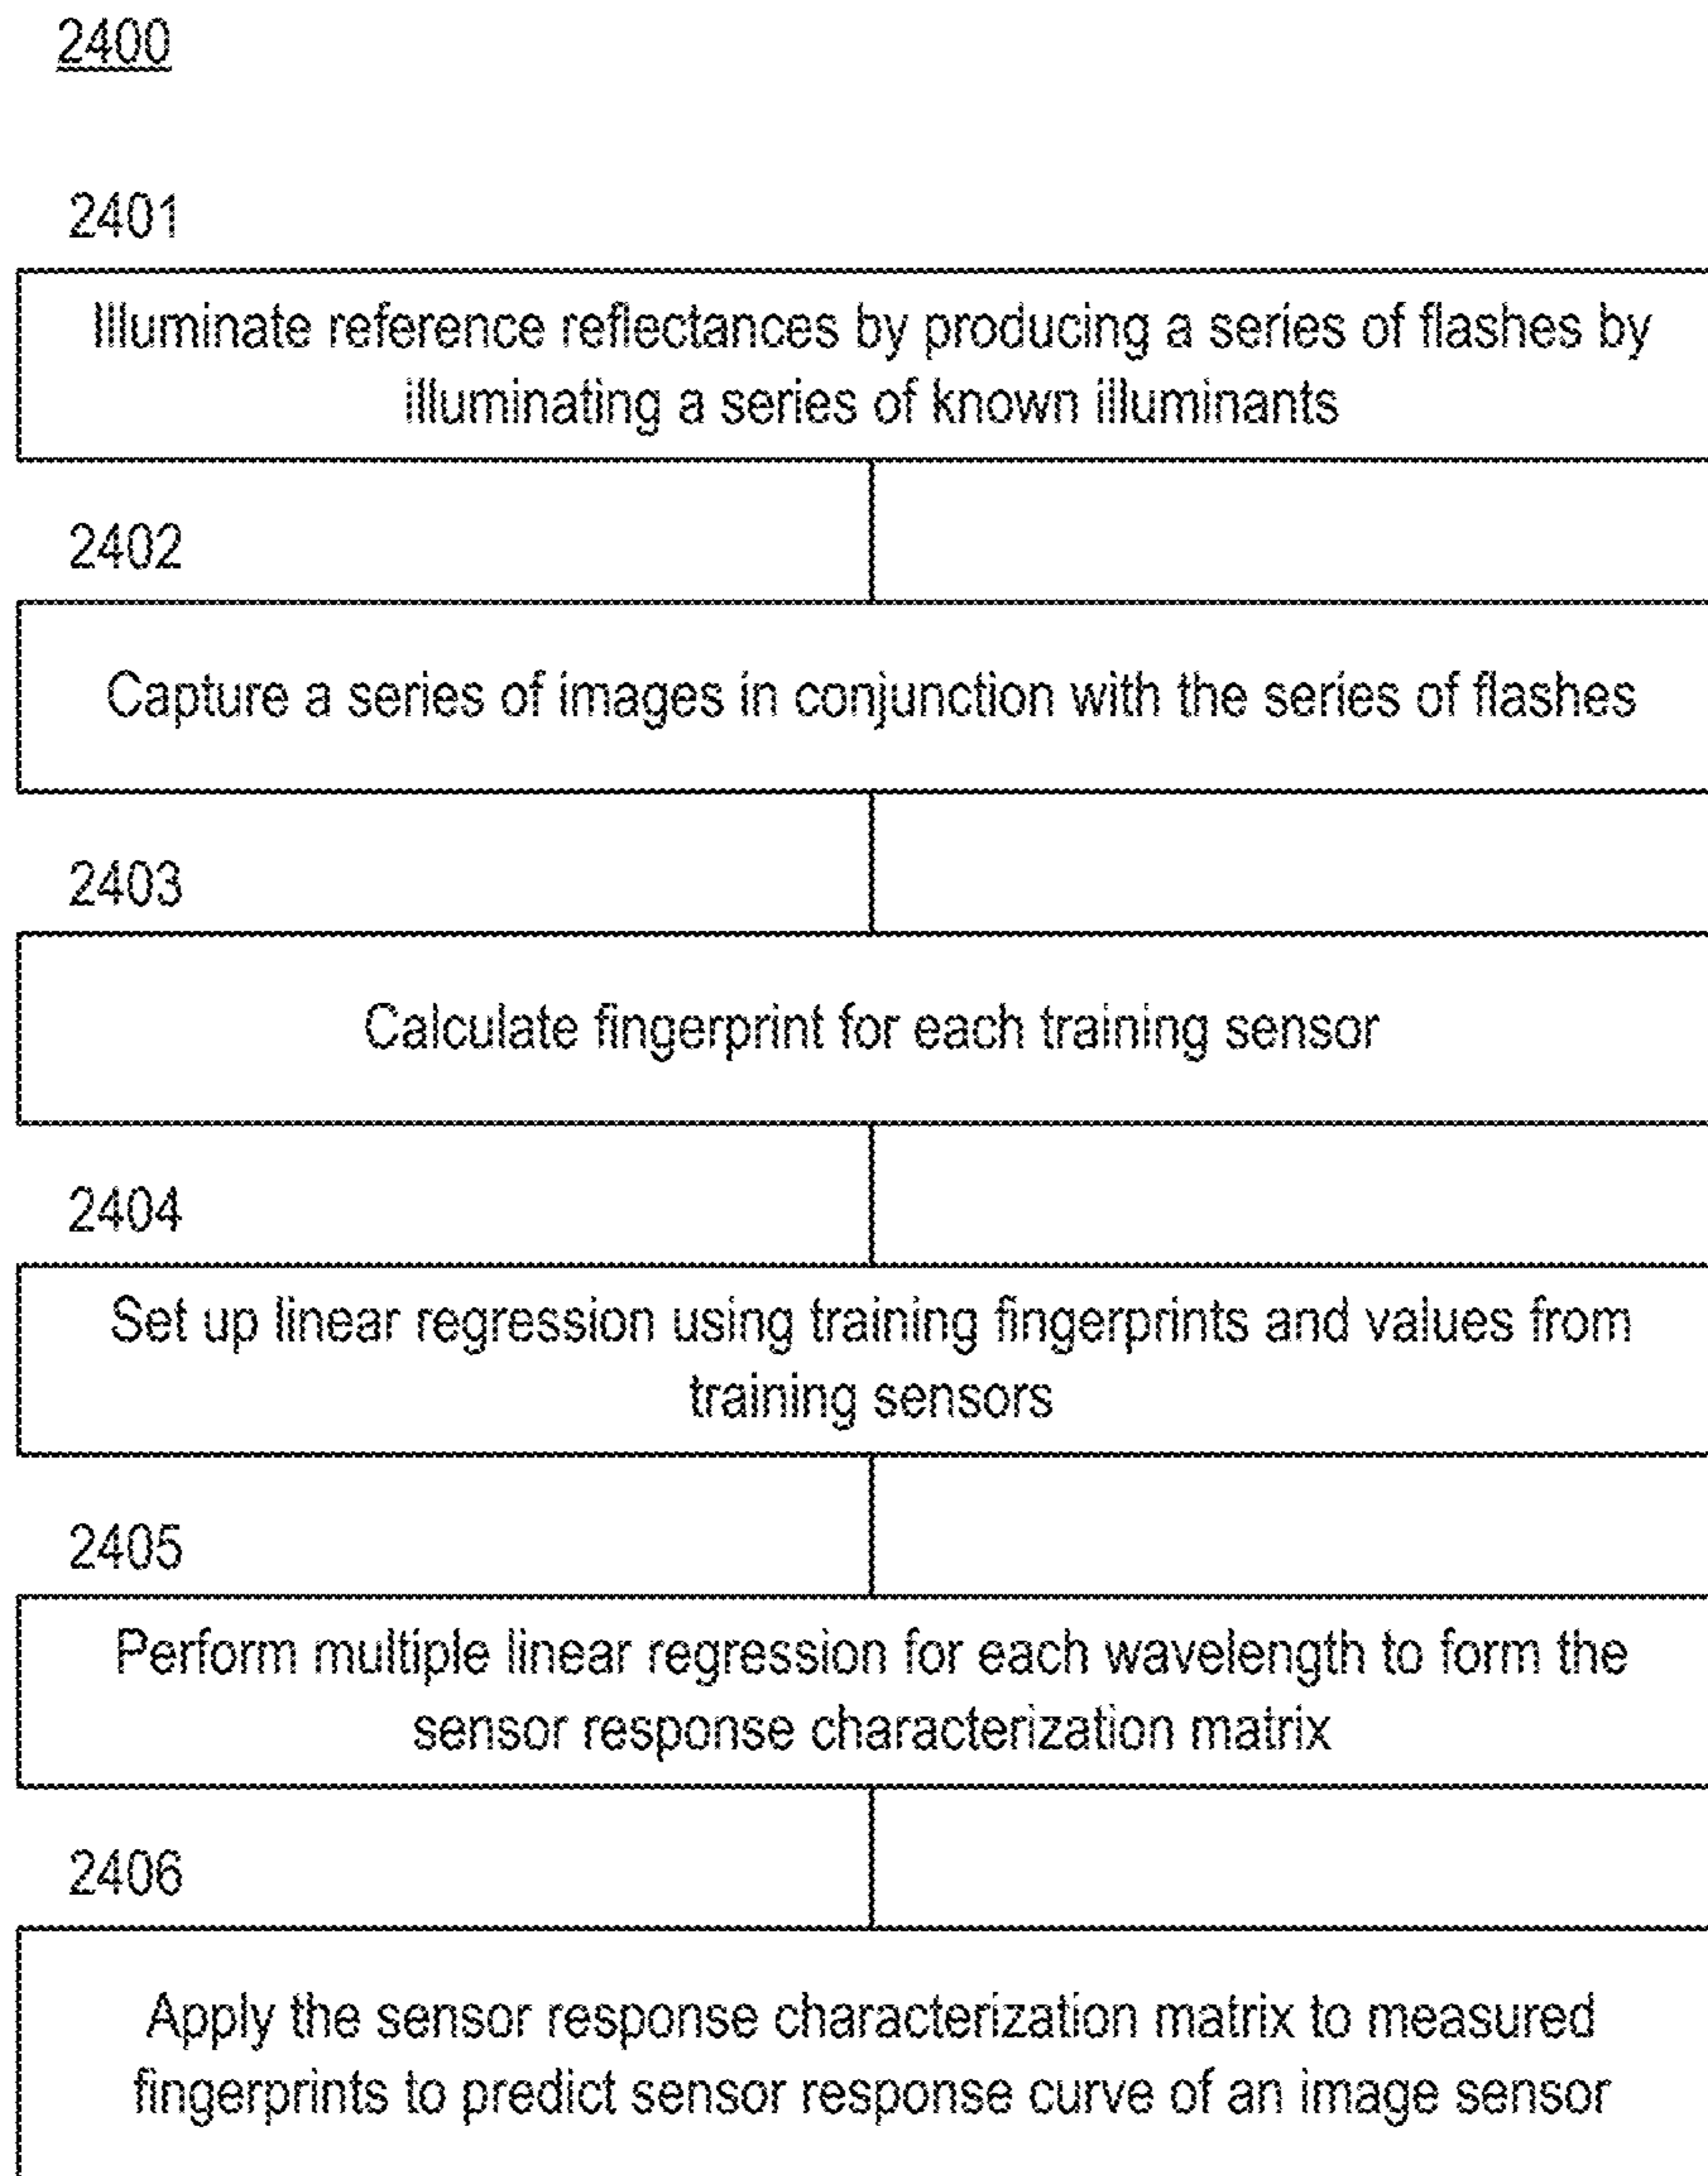 2400
2401
Illuminate reference reflectances by producing a series of flashes by
illuminating a series of known illuminants
2402
Capture a series of images in conjunction with the series of flashes
2403
Calculate fingerprint for each training sensor
2404
Set up linear regression using training fingerprints and values from
training sensors
2405
Perform multiple linear regression for each wavelength to form the
sensor response characterization matrix
2406
Apply the sensor response characterization matrix to measured
fingerprints to predict sensor response curve of an image sensor